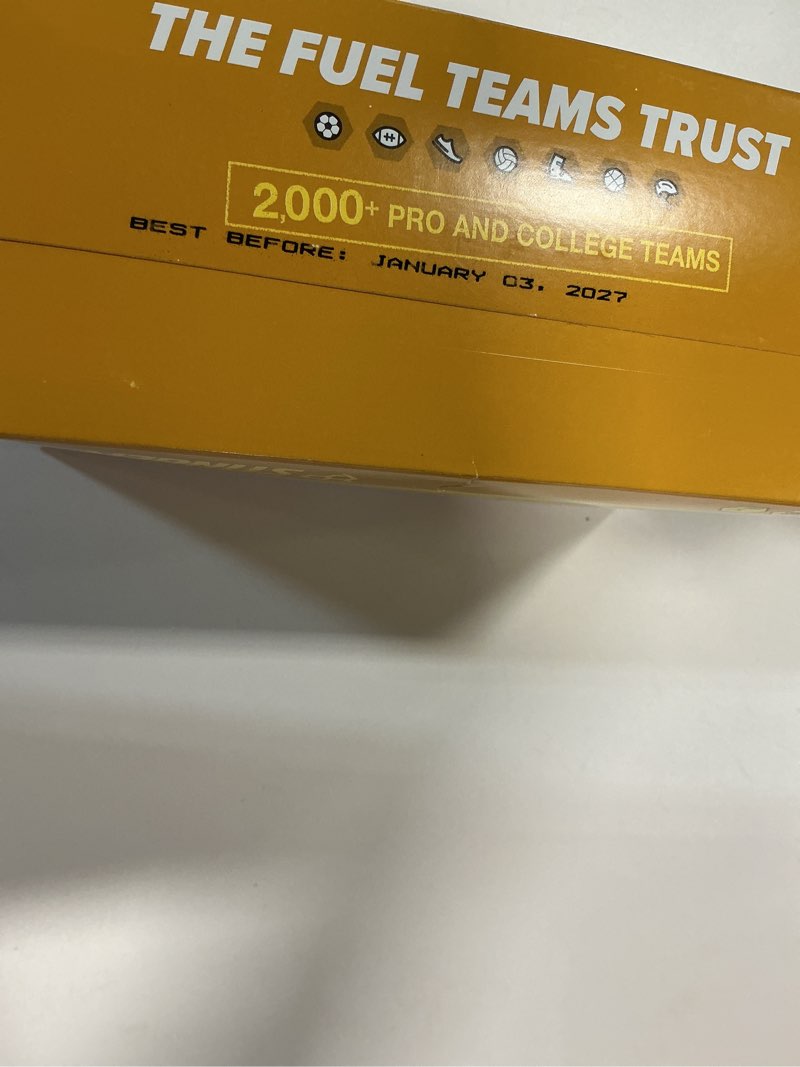 THE FUEL TEAMS TRUST
2,000+ PRO AND COLLEGE TEAMS
BEST BEFORE: JANUARY 03, 2027